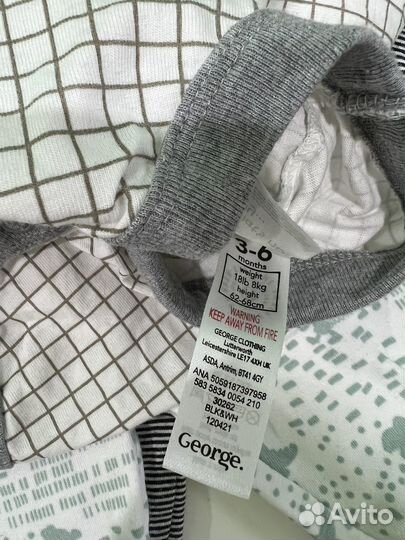 3-6
months
weight
18lb 8kg
height
62-68cm
WARNING
KEEP AWAY FROM FIRE
GEORGE CLOTHING
Lutterworth
Leicestershire LE17 4XH UK
ASDA, Antrim, BT41 4GY
ANA 5059187397958
583 5834 0054 210
30262
BLK&WH
120421
George.
Avito